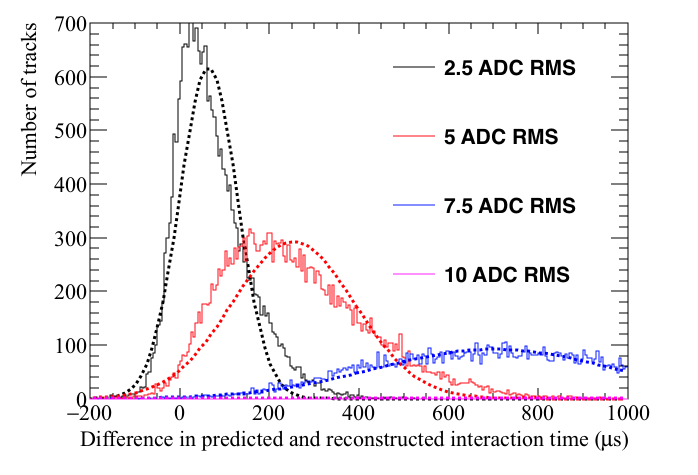 Number of tracks
700
600
500
400
300
200
100
0
−200
0
200
400
600
800
1000
Difference in predicted and reconstructed interaction time (μs)
2.5 ADC RMS
5 ADC RMS
7.5 ADC RMS
10 ADC RMS